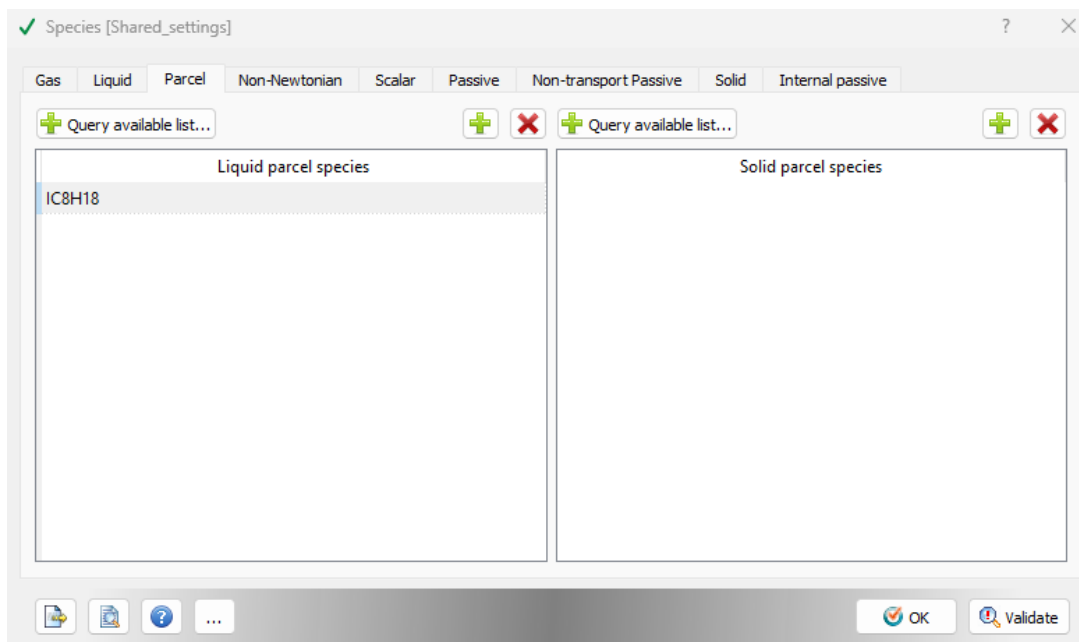 Species [Shared_settings]
?
Gas Liquid Parcel Non-Newtonian Scalar Passive Non-transport Passive Solid Internal passive
Query available list... Query available list...
Liquid parcel species Solid parcel species
IC8H18
? ... OK Validate